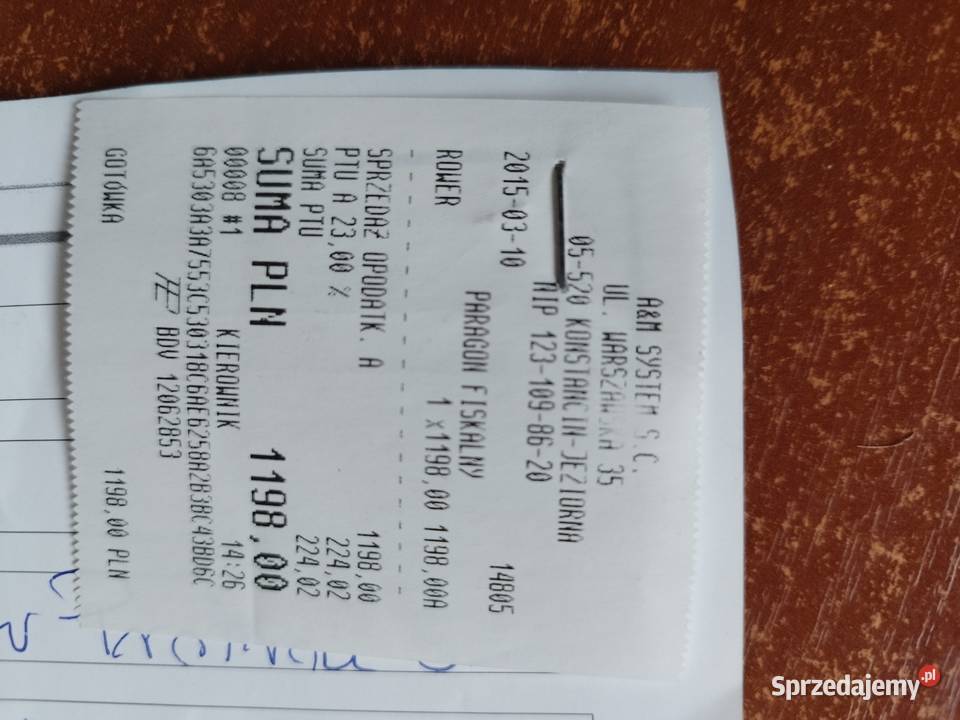 A&M SYSTEM S.C.
UL. WARSZAWSKA 35
05-520 KONSTANCIN-JEZIORNA
NIP 123-109-86-20
2015-03-10 14805
PARAGON FISKALNY
ROWER 1 x1198,00 1198,00A
- - - - - - - - - - - - - - - - - -
SPRZEDAŻ OPODATK. A 1198,00
PTU A 23,00 % 224,02
SUMA PTU 224,02
SUMA PLN 1198,00
00008 #1 KIEROWNIK 14:26
6A5303A3A7553C530318C6AE6258A2B3BC43BD6C
BDV 12062853
GOTÓWKA 1198,00 PLN
Sprzedajemy.pl